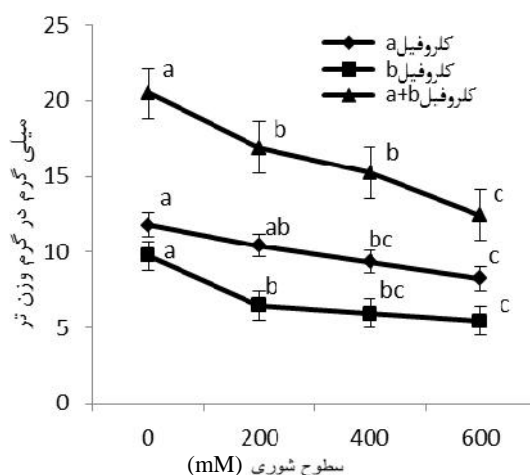 25
20
15
10
5
0
میلی گرم در گرم وزن تر
کلروفیل a
کلروفیل b
کلروفیل a+b
a
b
b
c
a
ab
bc
c
a
b
bc
c
0 200 400 600
سطوح شوری (mM)